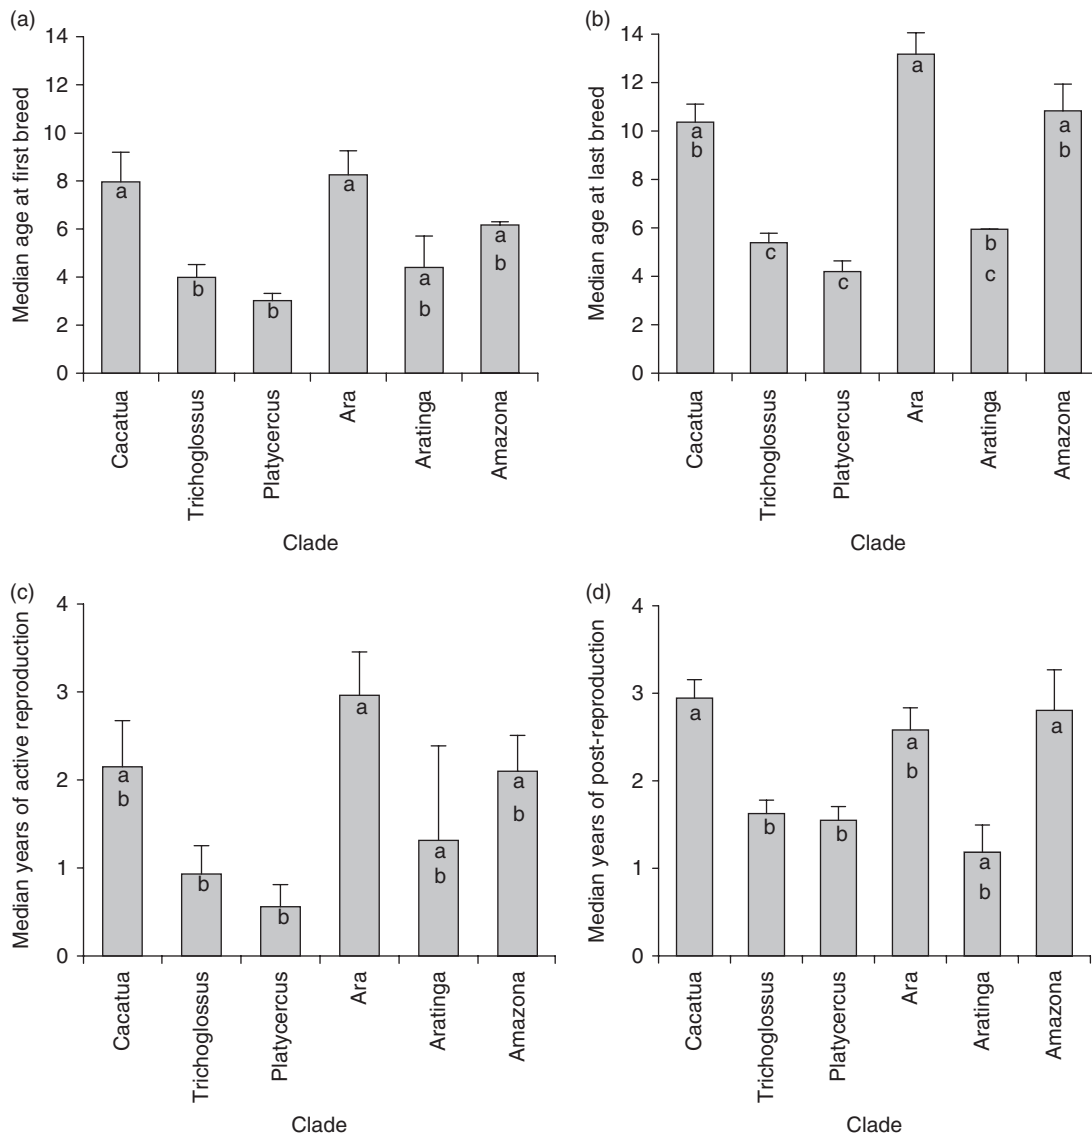 (a)
Median age at first breed
14
12
10
8
6
4
2
0
a
b
b
a
a
b
a
b
Cacatua
Trichoglossus
Platycercus
Ara
Aratinga
Amazona
Clade
(b)
Median age at last breed
14
12
10
8
6
4
2
0
a
b
c
c
a
b
c
a
b
Cacatua
Trichoglossus
Platycercus
Ara
Aratinga
Amazona
Clade
(c)
Median years of active reproduction
4
3
2
1
0
a
b
b
b
a
a
b
a
b
Cacatua
Trichoglossus
Platycercus
Ara
Aratinga
Amazona
Clade
(d)
Median years of post-reproduction
4
3
2
1
0
a
b
b
a
b
a
b
a
Cacatua
Trichoglossus
Platycercus
Ara
Aratinga
Amazona
Clade